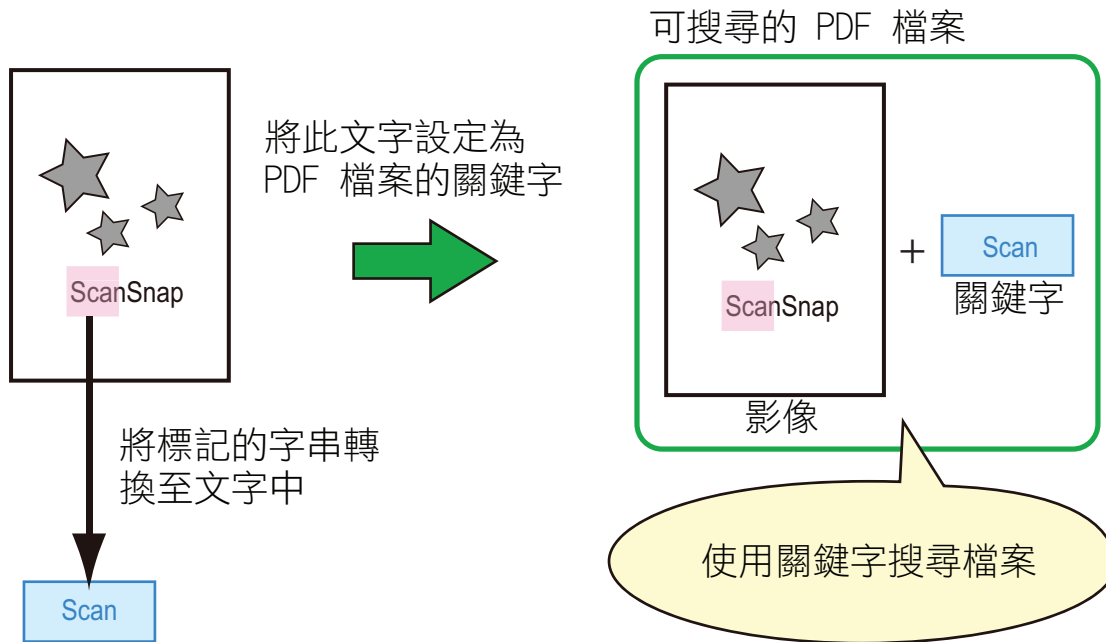 可搜尋的 PDF 檔案
將此文字設定為
PDF 檔案的關鍵字
ScanSnap
將標記的字串轉
換至文字中
Scan
ScanSnap
影像
+
Scan
關鍵字
使用關鍵字搜尋檔案